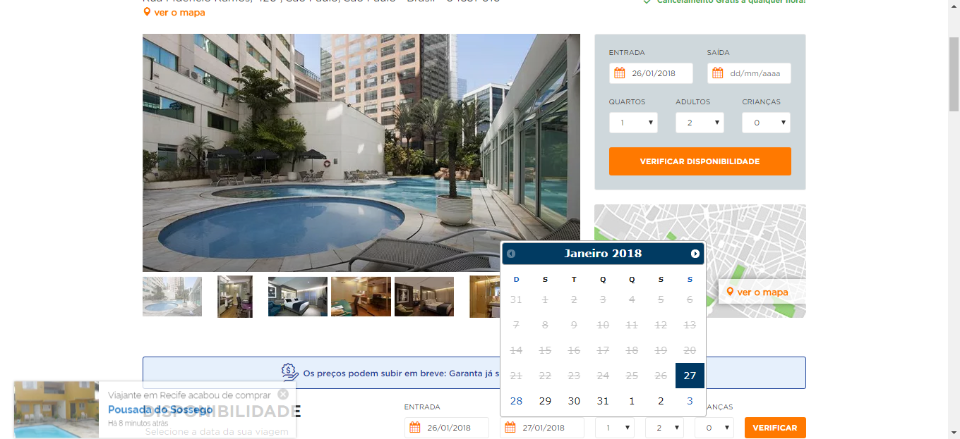 ver o mapa
Cancelamento Grátis a qualquer hora!
ENTRADA SAÍDA
26/01/2018 dd/mm/aaaa
QUARTOS ADULTOS CRIANÇAS
1 2 0
VERIFICAR DISPONIBILIDADE
ver o mapa
Janeiro 2018
D S T Q Q S S
31 1 2 3 4 5 6
7 8 9 10 11 12 13
14 15 16 17 18 19 20
21 22 23 24 25 26 27
28 29 30 31 1 2 3
Os preços podem subir em breve: Garanta já s
Viajante em Recife acabou de comprar
Pousada do Sossego
Há 8 minutos atrás
DISPONIBILIDADE
Selecione a data da sua viagem
ENTRADA ANÇAS
26/01/2018 27/01/2018 1 2 0 VERIFICAR